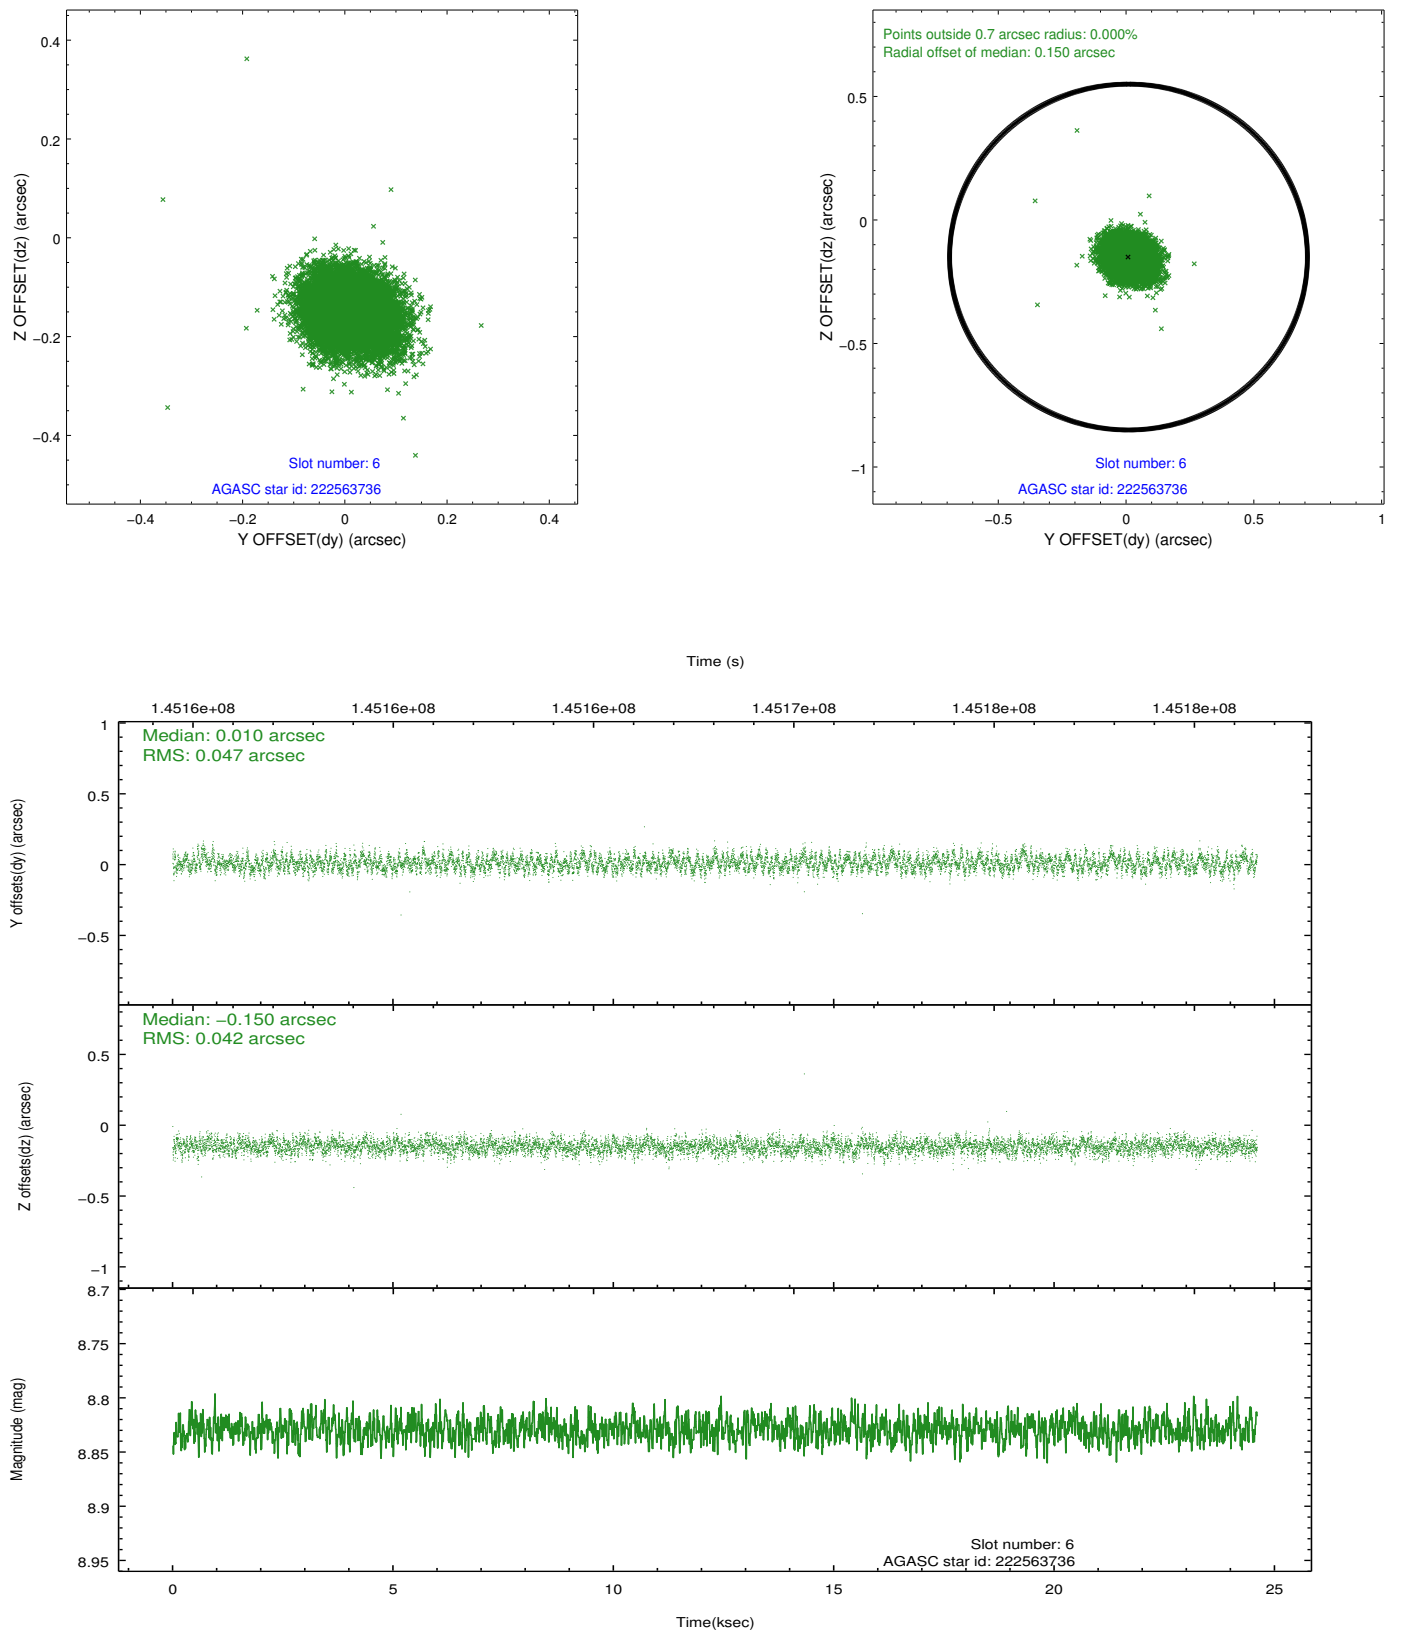 0.4
0.2
0
−0.2
−0.4
Z OFFSET(dz) (arcsec)
Slot number: 6
AGASC star id: 222563736
−0.4 −0.2 0 0.2 0.4
Y OFFSET(dy) (arcsec)
Points outside 0.7 arcsec radius: 0.000%
Radial offset of median: 0.150 arcsec
0.5
0
−0.5
−1
Z OFFSET(dz) (arcsec)
Slot number: 6
AGASC star id: 222563736
−0.5 0 0.5 1
Y OFFSET(dy) (arcsec)
Time (s)
1.4516e+08 1.4516e+08 1.4516e+08 1.4517e+08 1.4518e+08 1.4518e+08
Median: 0.010 arcsec
RMS: 0.047 arcsec
1
0.5
0
−0.5
Y offsets(dy) (arcsec)
Median: −0.150 arcsec
RMS: 0.042 arcsec
0.5
0
−0.5
−1
Z offsets(dz) (arcsec)
8.7
8.75
8.8
8.85
8.9
8.95
Magnitude (mag)
Slot number: 6
AGASC star id: 222563736
0 5 10 15 20 25
Time(ksec)